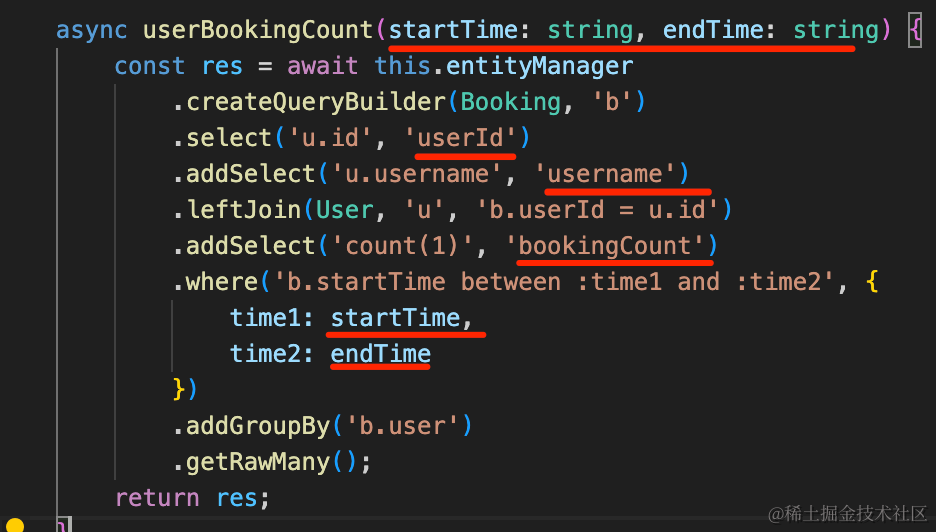 async userBookingCount(startTime: string, endTime: string) {
const res = await this.entityManager
.createQueryBuilder(Booking, 'b')
.select('u.id', 'userId')
.addSelect('u.username', 'username')
.leftJoin(User, 'u', 'b.userId = u.id')
.addSelect('count(1)', 'bookingCount')
.where('b.startTime between :time1 and :time2', {
time1: startTime,
time2: endTime
})
.addGroupBy('b.user')
.getRawMany();
return res;
}
@稀土掘金技术社区